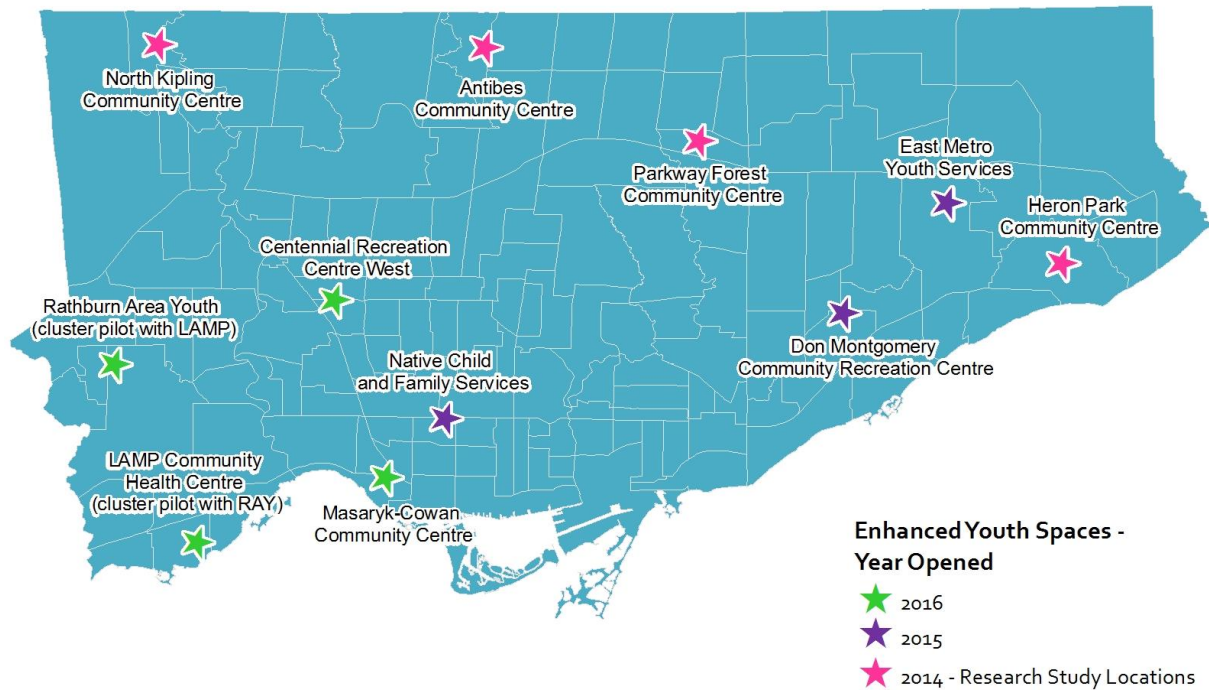 North Kipling
Community Centre
Antibes
Community Centre
Parkway Forest
Community Centre
East Metro
Youth Services
Heron Park
Community Centre
Centennial Recreation
Centre West
Rathburn Area Youth
(cluster pilot with LAMP)
Native Child
and Family Services
Don Montgomery
Community Recreation Centre
LAMP Community
Health Centre
(cluster pilot with RAY)
Masaryk-Cowan
Community Centre
Enhanced Youth Spaces -
Year Opened
2016
2015
2014 - Research Study Locations